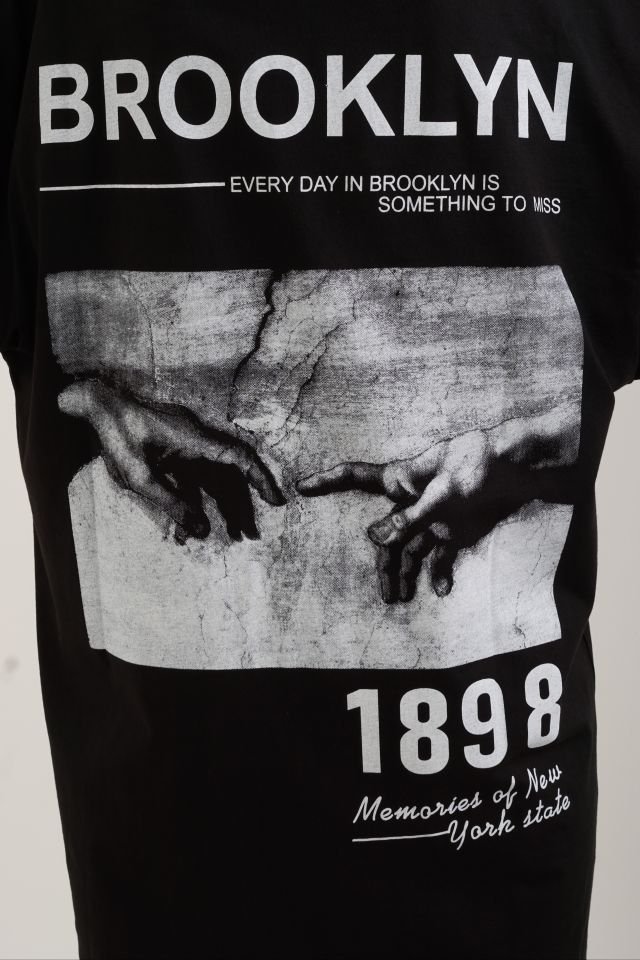 BROOKLYN
EVERY DAY IN BROOKLYN IS
SOMETHING TO MISS
1898
Memories of New
York state